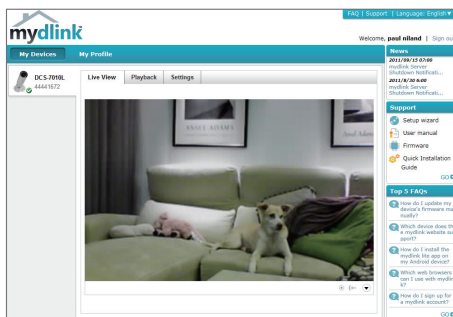 FAQ | Support | Language: English▼
mydlink
Welcome, paul niland | Sign ou
My Devices
My Profile
DCS-7010L
44441672
Live View
Playback
Settings
ANSEL ADAMS
Ansel Adams
News
2011/09/15 07:00
mydlink Server
Shutdown Notificati...
2011/8/30 6:00
mydlink Server
Shutdown Notificati...
Support
Setup wizard
User manual
Firmware
Quick Installation
Guide
GO
Top 5 FAQs
How do I update my
device's firmware ma
nually?
Which device does th
e mydlink website su
pport?
How do I install the
mydlink lite app on
my Android device?
Which web browsers
can I use with mydlin
k?
How do I sign up for
a mydlink account?
GO